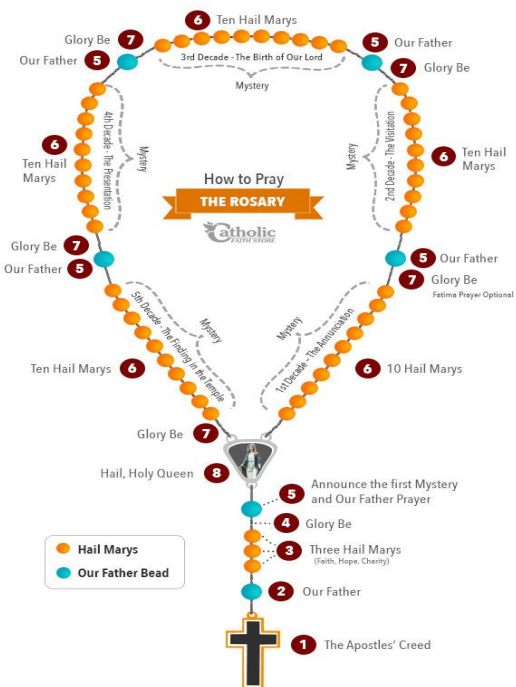 6 Ten Hail Marys
Glory Be 7
Our Father 5
5 Our Father
7 Glory Be
3rd Decade - The Birth of Our Lord
Mystery
4th Decade - The Presentation
Mystery
6
Ten Hail
Marys
Mystery
2nd Decade - The Visitation
6 Ten Hail
Marys
How to Pray
THE ROSARY
Catholic
FAITH STORE
Glory Be 7
Our Father 5
5 Our Father
7 Glory Be
Fatima Prayer Optional
5th Decade - The Finding in the Temple
Mystery
Mystery
1st Decade - The Annunciation
Ten Hail Marys 6
6 10 Hail Marys
Glory Be 7
Hail, Holy Queen 8
5 Announce the first Mystery
and Our Father Prayer
4 Glory Be
3 Three Hail Marys
(Faith, Hope, Charity)
Hail Marys
Our Father Bead
2 Our Father
1 The Apostles' Creed